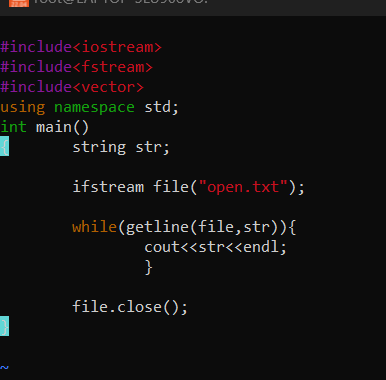 #include<iostream>
#include<fstream>
#include<vector>
using namespace std;
int main()
{       string str;
        ifstream file("open.txt");
        while(getline(file,str)){
                cout<<str<<endl;
                }
        file.close();
}
~